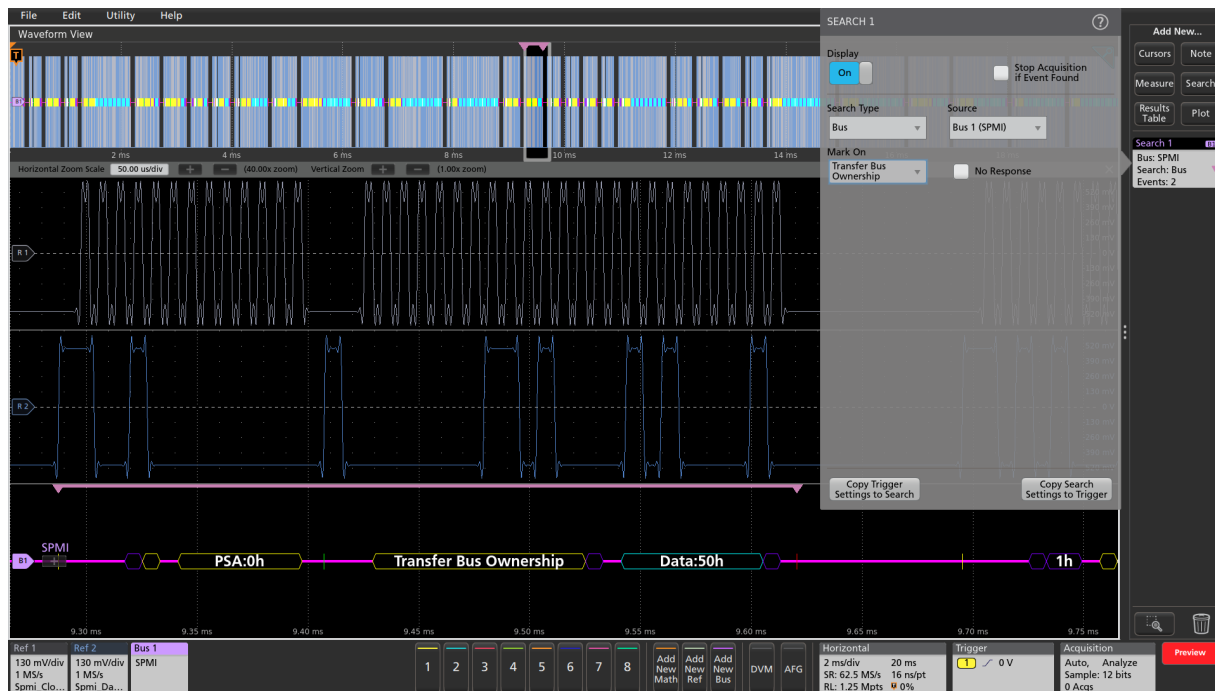 File Edit Utility Help
Waveform View
T
2 ms 4 ms 6 ms 8 ms 10 ms 12 ms 14 ms
Horizontal Zoom Scale 50.00 us/div + − (40.00x zoom) Vertical Zoom + − (1.00x zoom)
R 1
R 2
SPMI
B1 + PSA:0h Transfer Bus Ownership Data:50h 1h
9.30 ms 9.35 ms 9.40 ms 9.45 ms 9.50 ms 9.55 ms 9.60 ms 9.65 ms 9.70 ms 9.75 ms
SEARCH 1 ?
Display
On
Stop Acquisition
if Event Found
Search Type Source
Bus Bus 1 (SPMI)
Mark On
Transfer Bus
Ownership
No Response
Copy Trigger
Settings to Search
Copy Search
Settings to Trigger
Add New...
Cursors Note
Measure Search
Results
Table
Plot
Search 1 B1
Bus: SPMI
Search: Bus
Events: 2
Ref 1
130 mV/div
1 MS/s
Spmi_Clo...
Ref 2
130 mV/div
1 MS/s
Spmi_Da...
Bus 1
SPMI
1 2 3 4 5 6 7 8
Add
New
Math
Add
New
Ref
Add
New
Bus
DVM
AFG
Horizontal
2 ms/div 20 ms
SR: 62.5 MS/s 16 ns/pt
RL: 1.25 Mpts 0%
Trigger
1 0 V
Acquisition
Auto, Analyze
Sample: 12 bits
0 Acqs
Preview